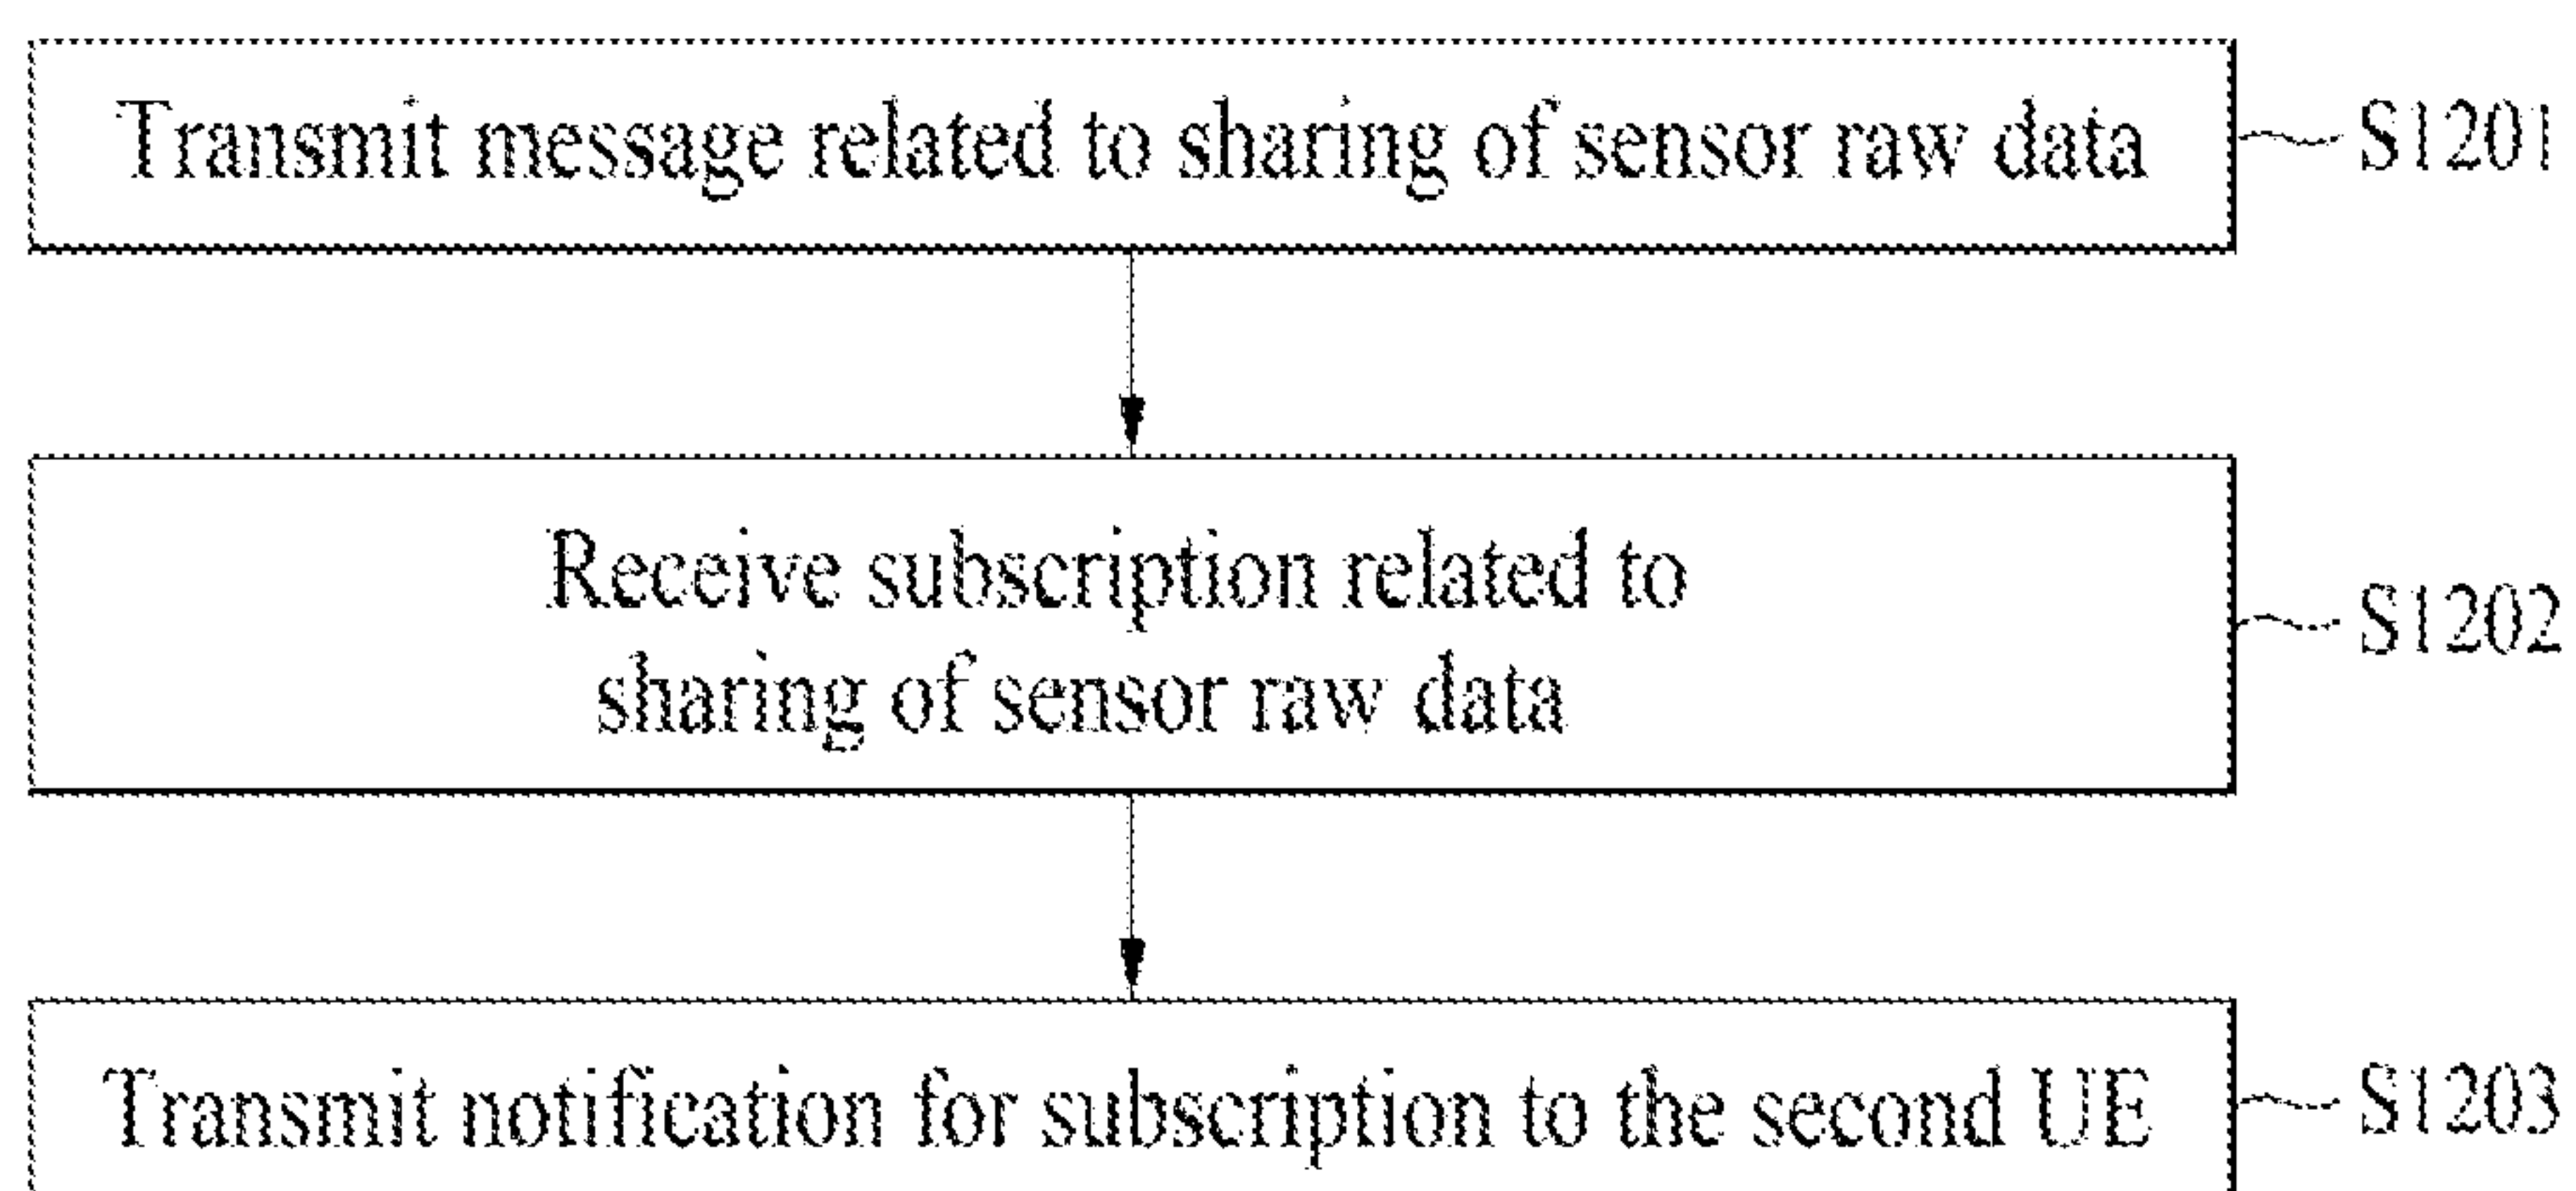 Transmit message related to sharing of sensor raw data
S1201
Receive subscription related to
sharing of sensor raw data
S1202
Transmit notification for subscription to the second UE
S1203